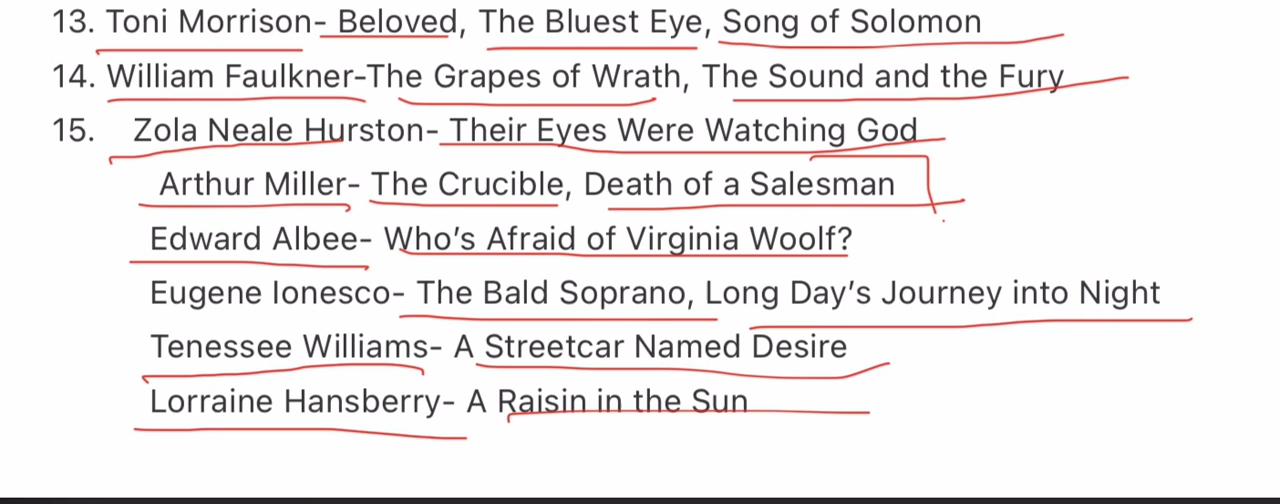 13. Toni Morrison- Beloved, The Bluest Eye, Song of Solomon
14. William Faulkner-The Grapes of Wrath, The Sound and the Fury
15. Zola Neale Hurston- Their Eyes Were Watching God
Arthur Miller- The Crucible, Death of a Salesman
Edward Albee- Who's Afraid of Virginia Woolf?
Eugene Ionesco- The Bald Soprano, Long Day's Journey into Night
Tenessee Williams- A Streetcar Named Desire
Lorraine Hansberry- A Raisin in the Sun